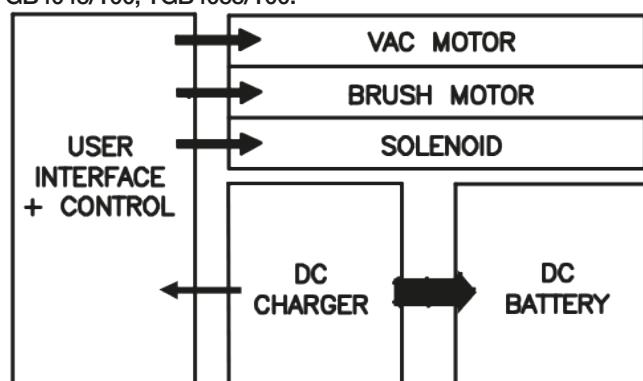 VAC MOTOR
BRUSH MOTOR
SOLENOID
USER
INTERFACE
+ CONTROL
DC
CHARGER
DC
BATTERY